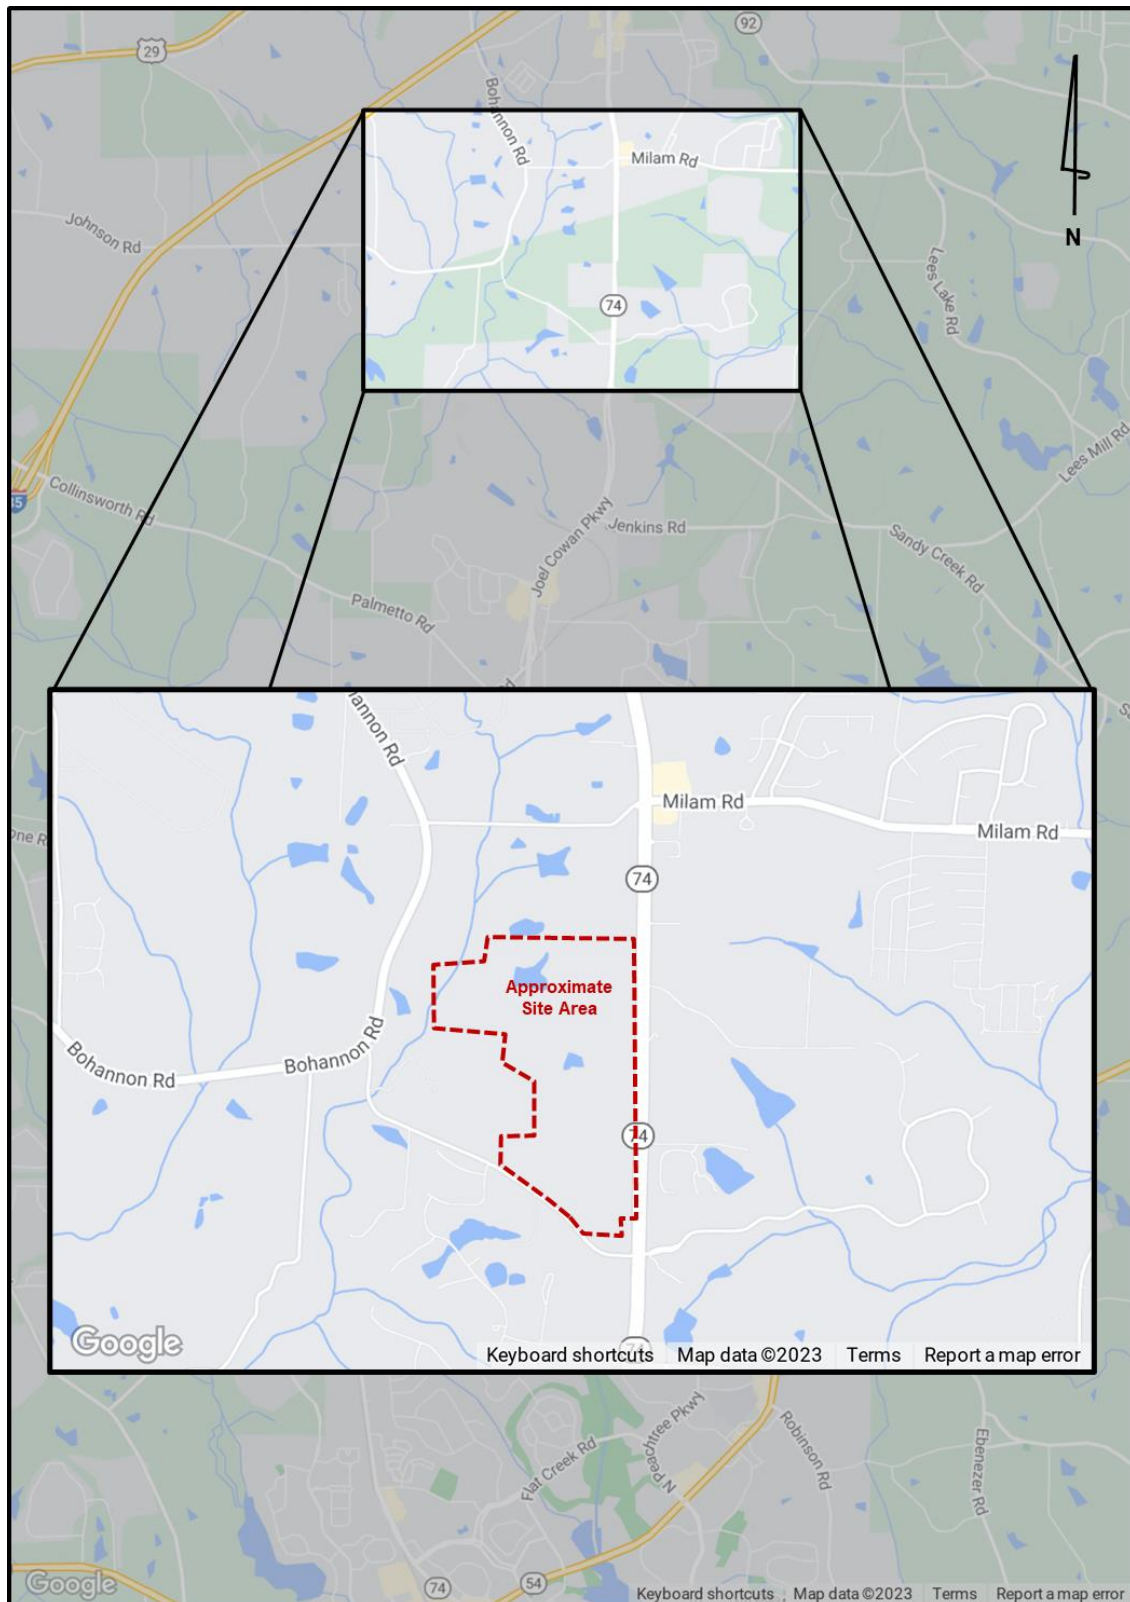 29
92
Bohannon Rd
Milam Rd
N
Johnson Rd
Lees Lake Rd
74
Lees Mill Rd
Collinsworth Rd
Joel Cowan Pkwy
Jenkins Rd
Sandy Creek Rd
Palmetto Rd
hannon Rd
Milam Rd
Milam Rd
74
Approximate
Site Area
Bohannon Rd
Bohannon Rd
74
74
Google
Keyboard shortcuts Map data ©2023 Terms Report a map error
N Peachtree Pkwy
Robinson Rd
Flat Creek Rd
Ebenezer Rd
Google
74
54
Keyboard shortcuts Map data ©2023 Terms Report a map error